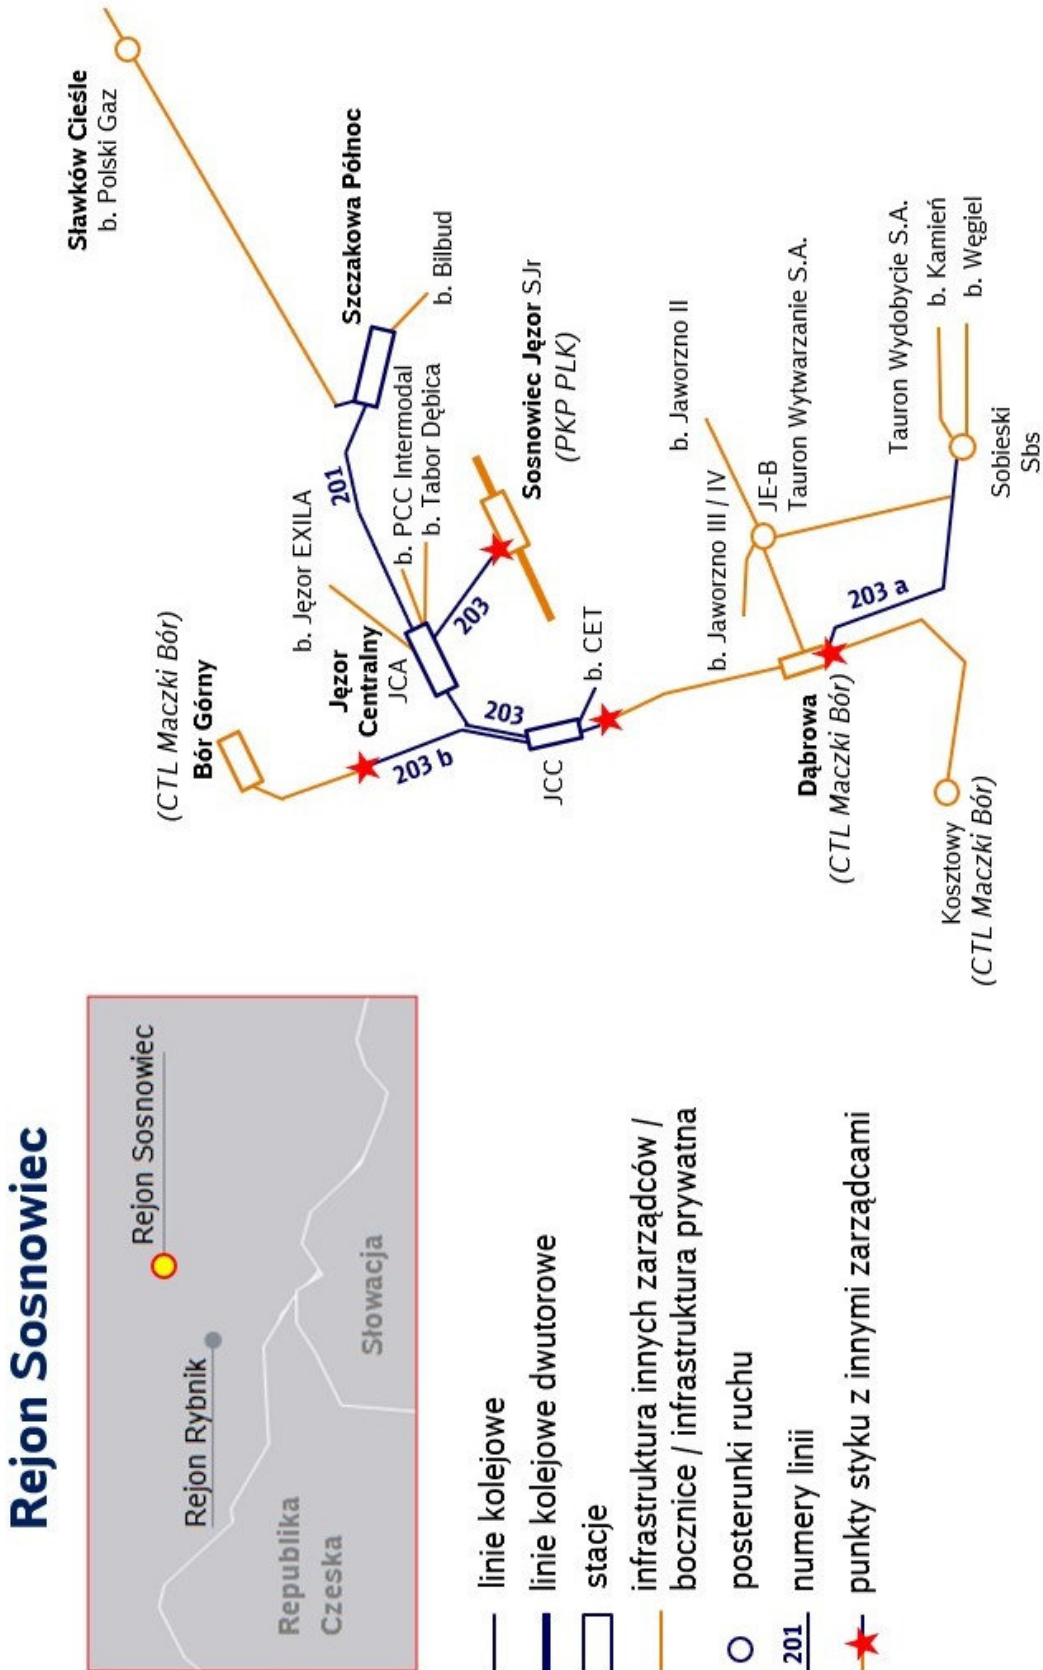 Rejon Sosnowiec
Rejon Sosnowiec
Rejon Rybnik
Republika
Czeska
Słowacja
linie kolejowe
linie kolejowe dwutorowe
stacje
infrastruktura innych zarządców /
bocznice / infrastruktura prywatna
posterunki ruchu
201
numery linii
punkty styku z innymi zarządcami
Sławków Cieśle
b. Polski Gaz
(CTL Maczki Bór)
Bór Górny
b. Jęzor EXILA
Szczakowa Północ
b. Bilbud
201
Jęzor
Centralny
JCA
b. PCC Intermodal
b. Tabor Dębica
203 b
203
203
Sosnowiec Jęzor SJr
(PKP PLK)
JCC
b. CET
b. Jaworzno II
b. Jaworzno III / IV
JE-B
Tauron Wytwarzanie S.A.
Dąbrowa
(CTL Maczki Bór)
203 a
Tauron Wydobycie S.A.
b. Kamień
b. Węgiel
Sobieski
Sbs
Kosztowy
(CTL Maczki Bór)